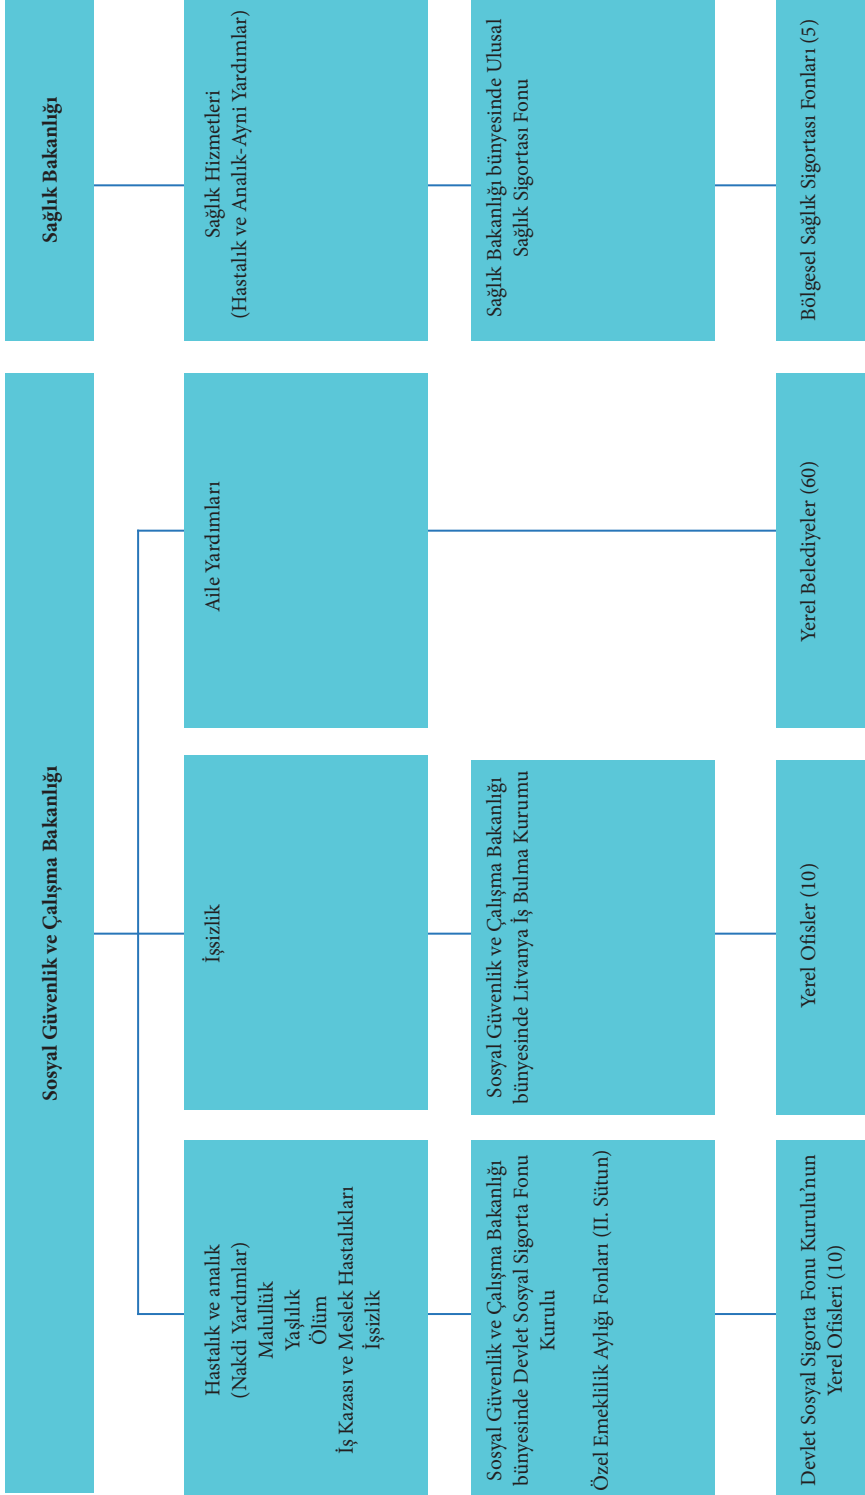 Sosyal Güvenlik ve Çalışma Bakanlığı
Sağlık Bakanlığı
Hastalık ve analık
(Nakdi Yardımlar)
Malullük
Yaşlılık
Ölüm
İş Kazası ve Meslek Hastalıkları
İşsizlik
İşsizlik
Aile Yardımları
Sağlık Hizmetleri
(Hastalık ve Analık-Ayni Yardımlar)
Sosyal Güvenlik ve Çalışma Bakanlığı
bünyesinde Devlet Sosyal Sigorta Fonu
Kurulu
Özel Emeklilik Aylığı Fonları (II. Sütun)
Sosyal Güvenlik ve Çalışma Bakanlığı
bünyesinde Litvanya İş Bulma Kurumu
Sağlık Bakanlığı bünyesinde Ulusal
Sağlık Sigortası Fonu
Devlet Sosyal Sigorta Fonu Kurulu’nun
Yerel Ofisleri (10)
Yerel Ofisler (10)
Yerel Belediyeler (60)
Bölgesel Sağlık Sigortası Fonları (5)